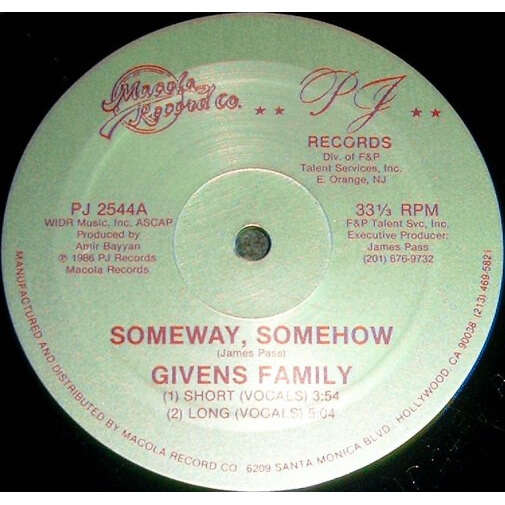 Macola Record Co.
★★ PJ ★★
RECORDS
Div. of F&P
Talent Services, Inc.
E. Orange, NJ
PJ 2544A
WIDR Music, Inc. ASCAP
Produced by
Amir Bayyan
℗ 1986 PJ Records
Macola Records
33⅓ RPM
F&P Talent Svc, Inc.
Executive Producer:
James Pass
(201) 676-9732
SOMEWAY, SOMEHOW
(James Pass)
GIVENS FAMILY
(1) SHORT (VOCALS) 3:54
(2) LONG (VOCALS) 5:04
MANUFACTURED AND DISTRIBUTED BY MACOLA RECORD CO. 6209 SANTA MONICA BLVD., HOLLYWOOD, CA 90038 (213) 469-5821